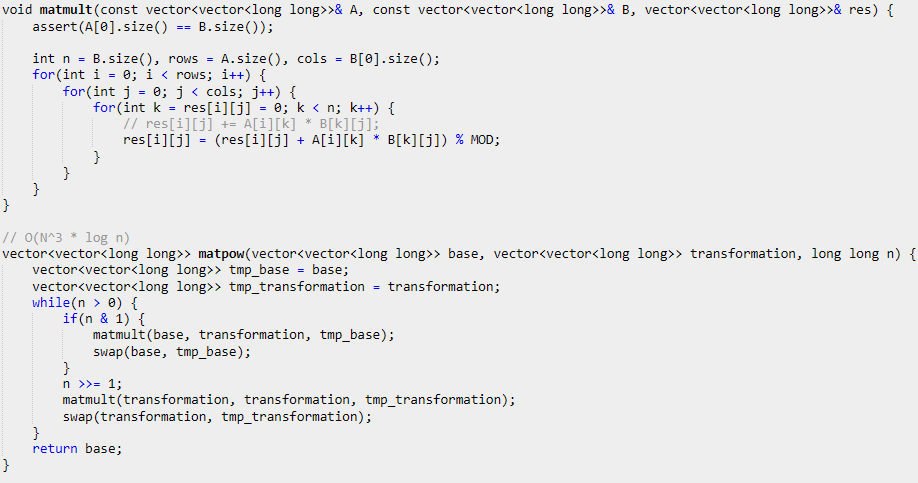 void matmult(const vector<vector<long long>>& A, const vector<vector<long long>>& B, vector<vector<long long>>& res) {
    assert(A[0].size() == B.size());

    int n = B.size(), rows = A.size(), cols = B[0].size();
    for(int i = 0; i < rows; i++) {
        for(int j = 0; j < cols; j++) {
            for(int k = res[i][j] = 0; k < n; k++) {
                // res[i][j] += A[i][k] * B[k][j];
                res[i][j] = (res[i][j] + A[i][k] * B[k][j]) % MOD;
            }
        }
    }
}

// O(N^3 * log n)
vector<vector<long long>> matpow(vector<vector<long long>> base, vector<vector<long long>> transformation, long long n) {
    vector<vector<long long>> tmp_base = base;
    vector<vector<long long>> tmp_transformation = transformation;
    while(n > 0) {
        if(n & 1) {
            matmult(base, transformation, tmp_base);
            swap(base, tmp_base);
        }
        n >>= 1;
        matmult(transformation, transformation, tmp_transformation);
        swap(transformation, tmp_transformation);
    }
    return base;
}